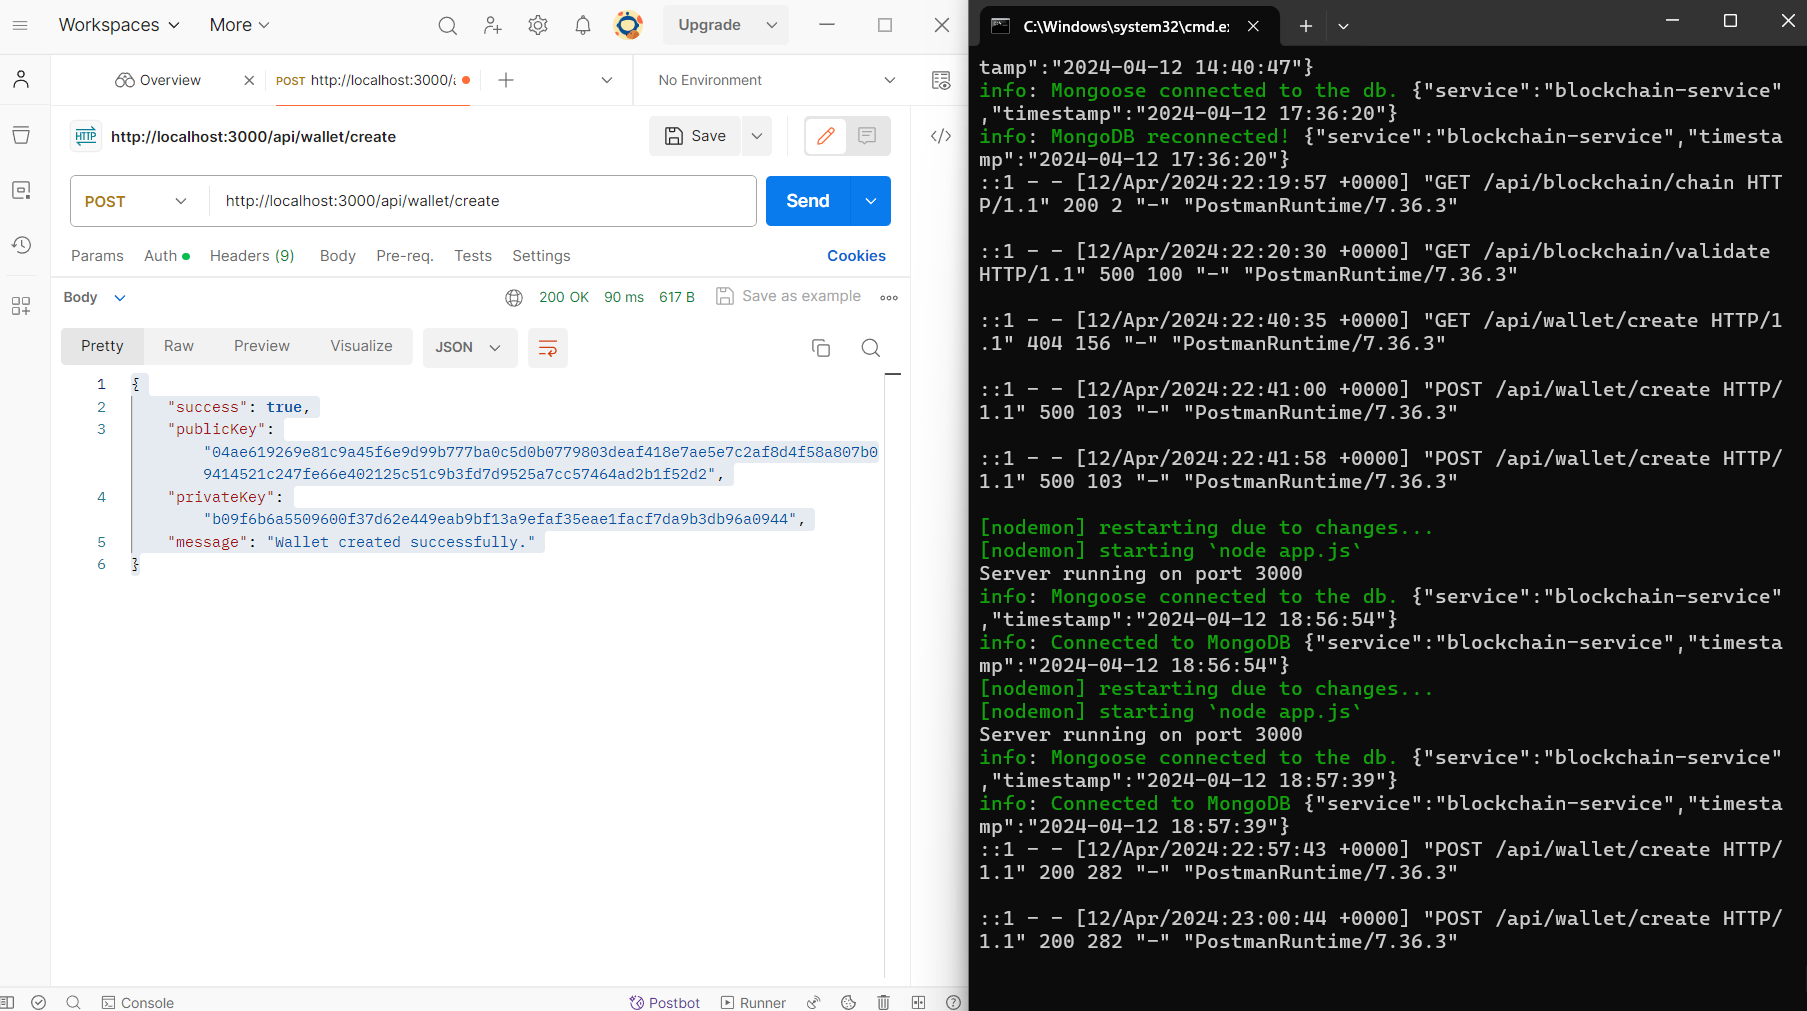 Workspaces
More
Upgrade
Overview
POST http://localhost:3000/a
No Environment
HTTP
http://localhost:3000/api/wallet/create
Save
POST
http://localhost:3000/api/wallet/create
Send
Params
Auth
Headers (9)
Body
Pre-req.
Tests
Settings
Cookies
Body
200 OK
90 ms
617 B
Save as example
Pretty
Raw
Preview
Visualize
JSON
1 {
2 "success": true,
3 "publicKey":
"04ae619269e81c9a45f6e9d99b777ba0c5d0b0779803deaf418e7ae5e7c2af8d4f58a807b0
9414521c247fe66e402125c51c9b3fd7d9525a7cc57464ad2b1f52d2",
4 "privateKey":
"b09f6b6a5509600f37d62e449eab9bf13a9efaf35eae1facf7da9b3db96a0944",
5 "message": "Wallet created successfully."
6 }
Console
Postbot
Runner
C:\Windows\system32\cmd.e
tamp":"2024-04-12 14:40:47"}
info: Mongoose connected to the db. {"service":"blockchain-service"
,"timestamp":"2024-04-12 17:36:20"}
info: MongoDB reconnected! {"service":"blockchain-service","timesta
mp":"2024-04-12 17:36:20"}
::1 - - [12/Apr/2024:22:19:57 +0000] "GET /api/blockchain/chain HTT
P/1.1" 200 2 "-" "PostmanRuntime/7.36.3"
::1 - - [12/Apr/2024:22:20:30 +0000] "GET /api/blockchain/validate
HTTP/1.1" 500 100 "-" "PostmanRuntime/7.36.3"
::1 - - [12/Apr/2024:22:40:35 +0000] "GET /api/wallet/create HTTP/1
.1" 404 156 "-" "PostmanRuntime/7.36.3"
::1 - - [12/Apr/2024:22:41:00 +0000] "POST /api/wallet/create HTTP/
1.1" 500 103 "-" "PostmanRuntime/7.36.3"
::1 - - [12/Apr/2024:22:41:58 +0000] "POST /api/wallet/create HTTP/
1.1" 500 103 "-" "PostmanRuntime/7.36.3"
[nodemon] restarting due to changes...
[nodemon] starting `node app.js`
Server running on port 3000
info: Mongoose connected to the db. {"service":"blockchain-service"
,"timestamp":"2024-04-12 18:56:54"}
info: Connected to MongoDB {"service":"blockchain-service","timesta
mp":"2024-04-12 18:56:54"}
[nodemon] restarting due to changes...
[nodemon] starting `node app.js`
Server running on port 3000
info: Mongoose connected to the db. {"service":"blockchain-service"
,"timestamp":"2024-04-12 18:57:39"}
info: Connected to MongoDB {"service":"blockchain-service","timesta
mp":"2024-04-12 18:57:39"}
::1 - - [12/Apr/2024:22:57:43 +0000] "POST /api/wallet/create HTTP/
1.1" 200 282 "-" "PostmanRuntime/7.36.3"
::1 - - [12/Apr/2024:23:00:44 +0000] "POST /api/wallet/create HTTP/
1.1" 200 282 "-" "PostmanRuntime/7.36.3"